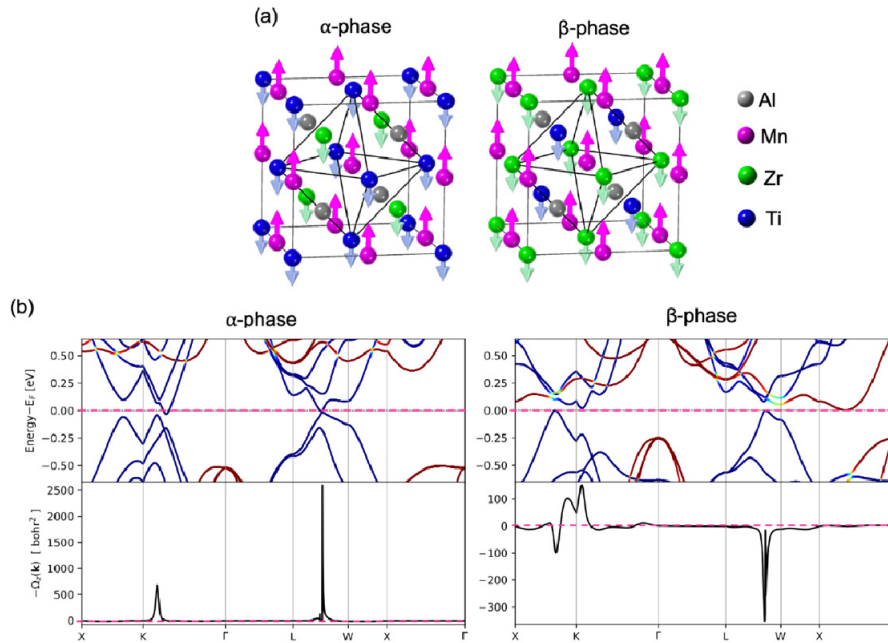 (a)
α-phase
β-phase
Al
Mn
Zr
Ti
(b)
α-phase
β-phase
Energy−E_F [eV]
0.50
0.25
0.00
−0.25
−0.50
0.50
0.25
0.00
−0.25
−0.50
−Ω_z(k) [ bohr² ]
2500
2000
1500
1000
500
0
100
0
−100
−200
−300
X K Γ L W X Γ
X K Γ L W X